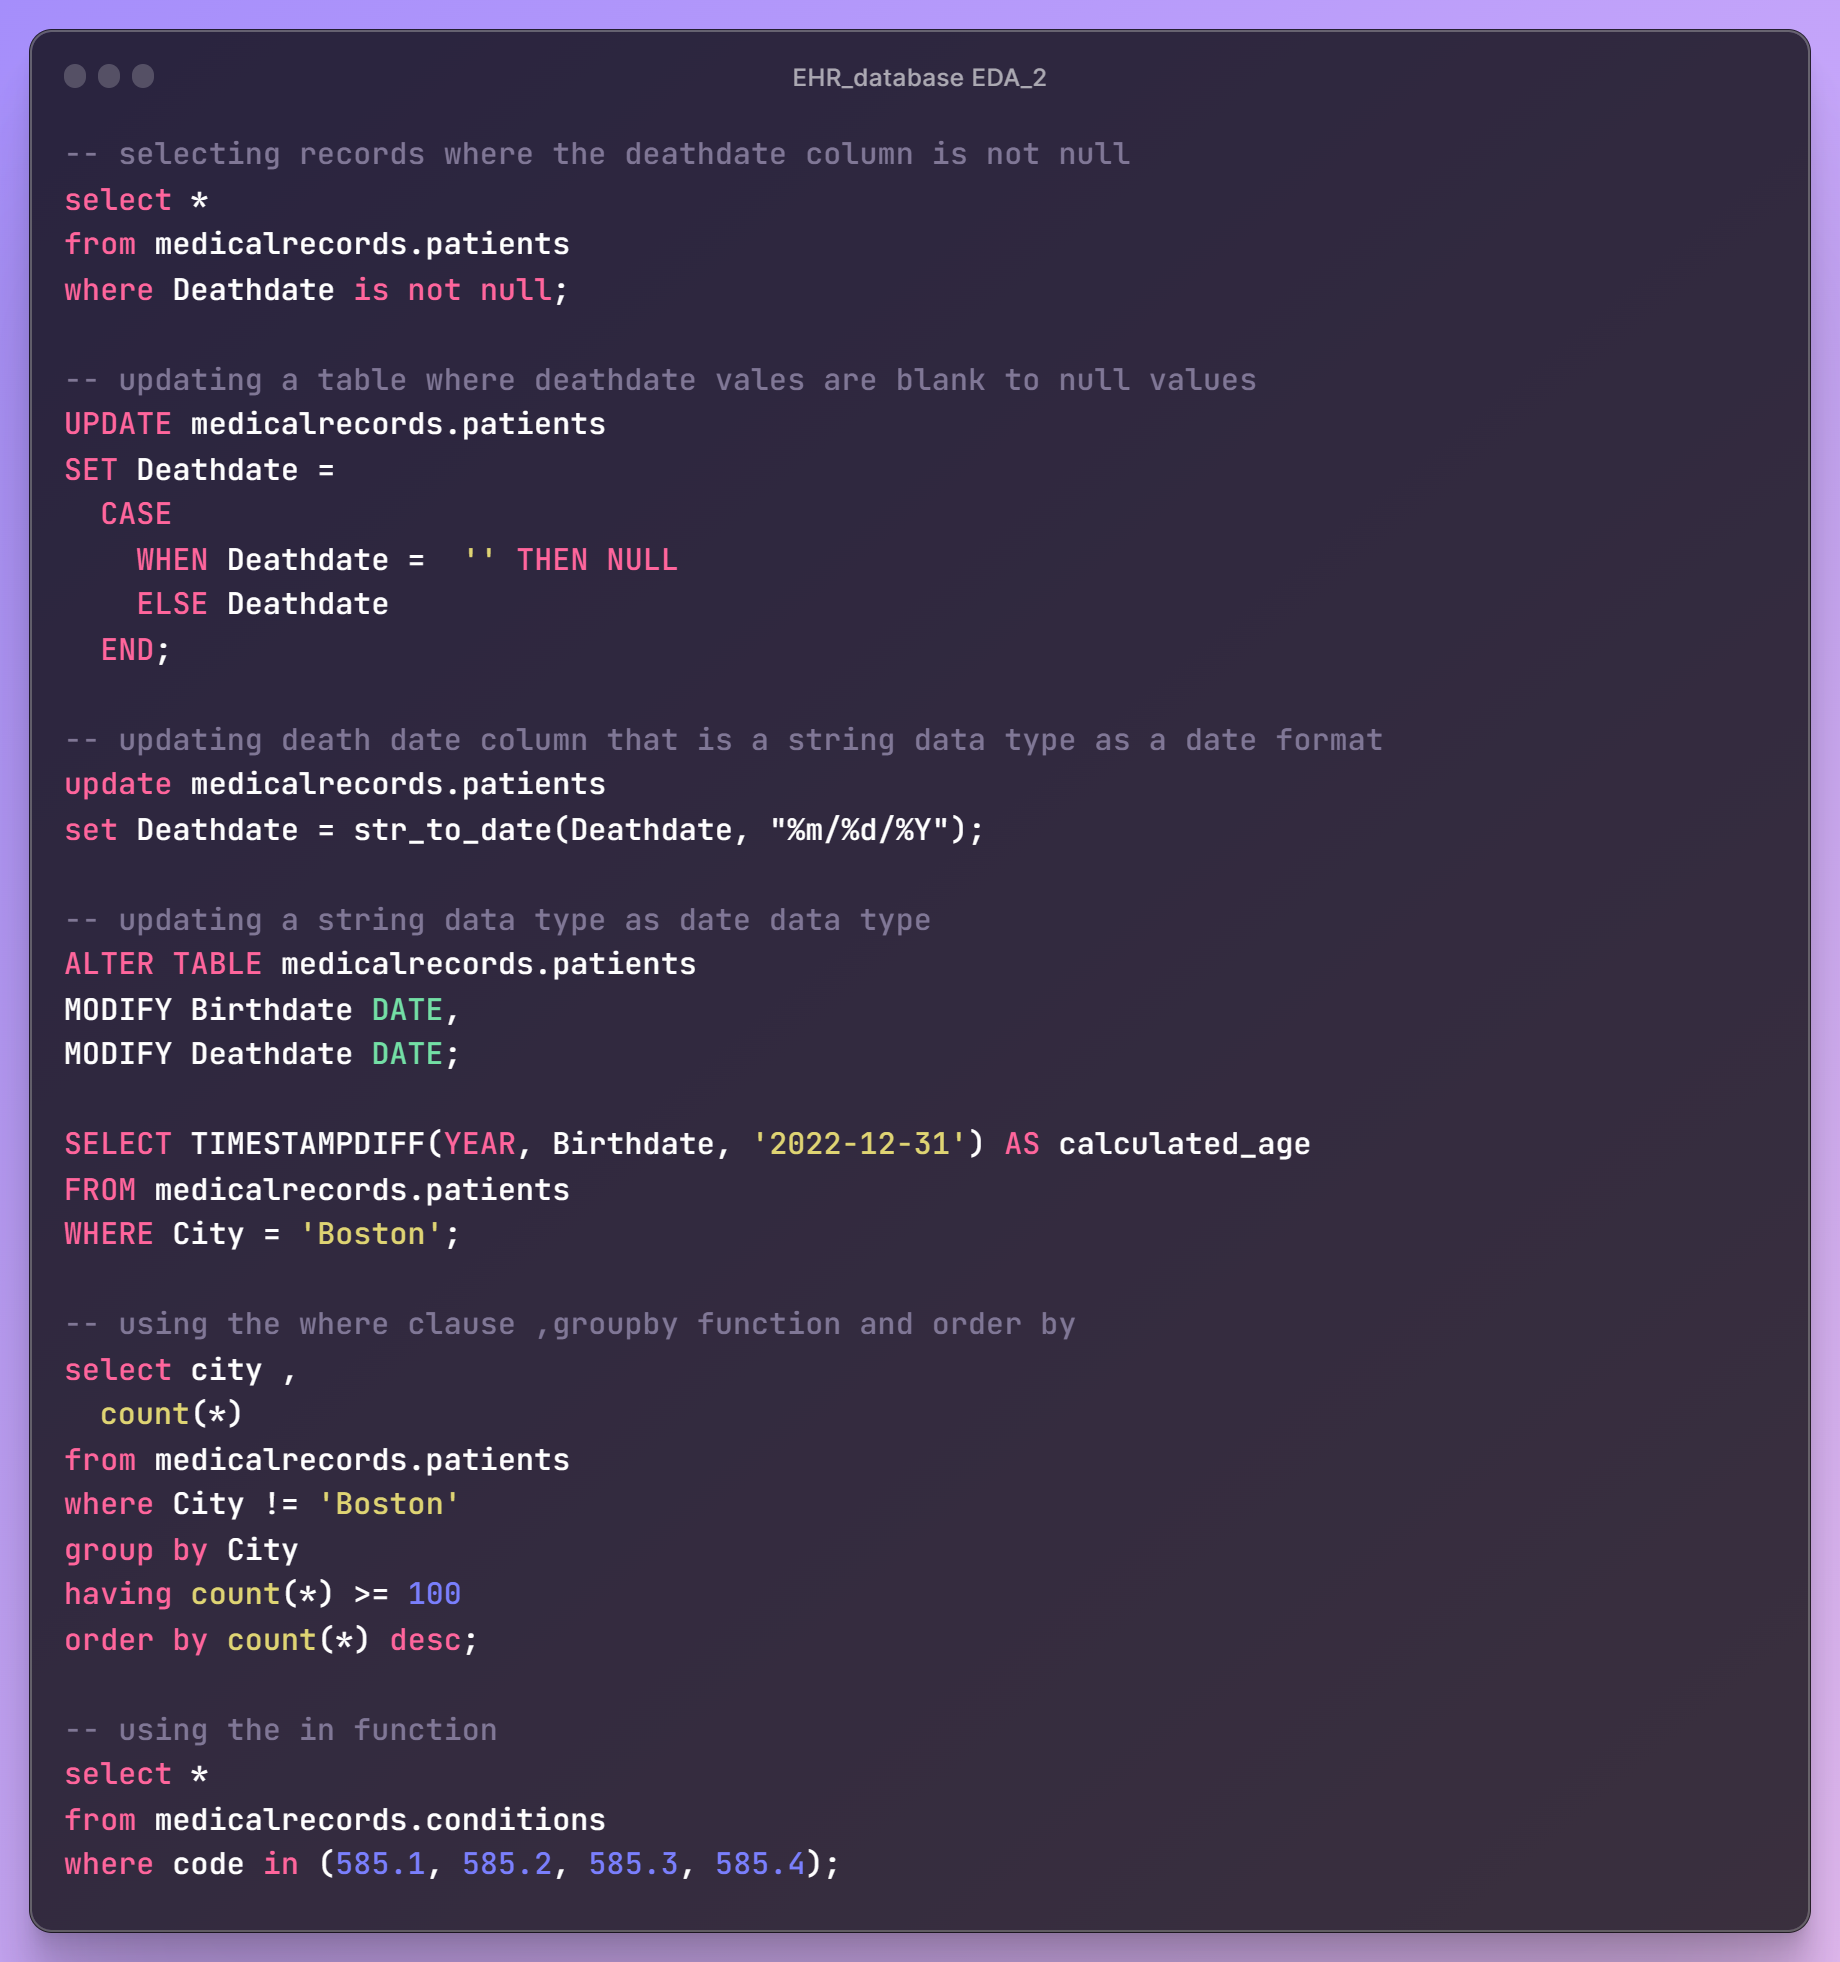 EHR_database EDA_2
-- selecting records where the deathdate column is not null
select *
from medicalrecords.patients
where Deathdate is not null;
-- updating a table where deathdate vales are blank to null values
UPDATE medicalrecords.patients
SET Deathdate =
  CASE
    WHEN Deathdate =  '' THEN NULL
    ELSE Deathdate
  END;
-- updating death date column that is a string data type as a date format
update medicalrecords.patients
set Deathdate = str_to_date(Deathdate, "%m/%d/%Y");
-- updating a string data type as date data type
ALTER TABLE medicalrecords.patients
MODIFY Birthdate DATE,
MODIFY Deathdate DATE;
SELECT TIMESTAMPDIFF(YEAR, Birthdate, '2022-12-31') AS calculated_age
FROM medicalrecords.patients
WHERE City = 'Boston';
-- using the where clause ,groupby function and order by
select city ,
  count(*)
from medicalrecords.patients
where City != 'Boston'
group by City
having count(*) >= 100
order by count(*) desc;
-- using the in function
select *
from medicalrecords.conditions
where code in (585.1, 585.2, 585.3, 585.4);